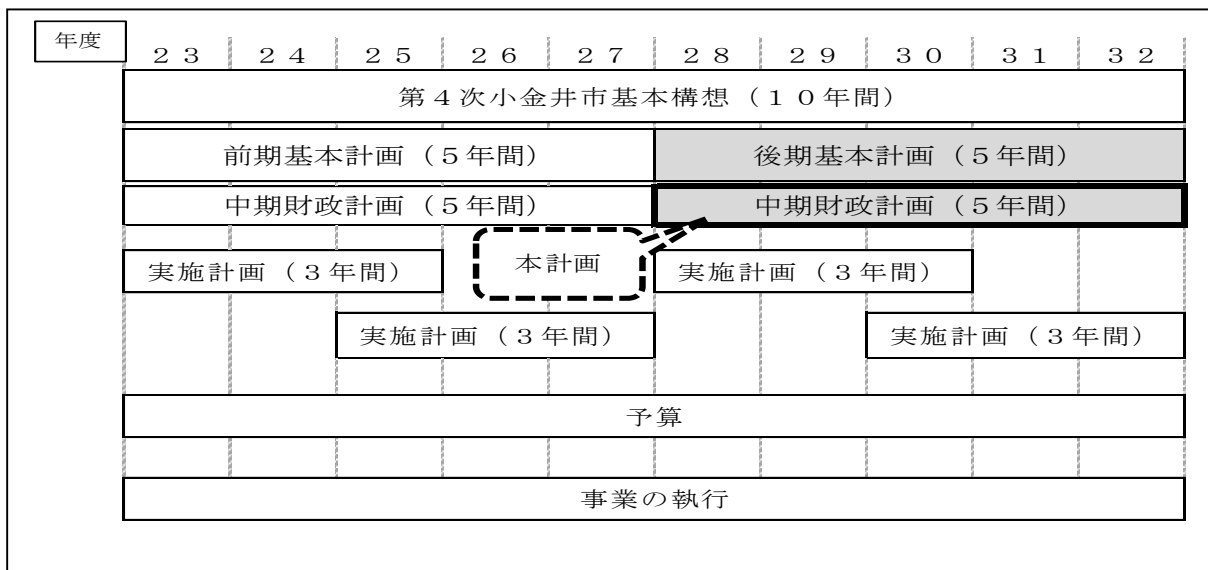 年度
２３ ２４ ２５ ２６ ２７ ２８ ２９ ３０ ３１ ３２
第４次小金井市基本構想（１０年間）
前期基本計画（５年間） 後期基本計画（５年間）
中期財政計画（５年間） 中期財政計画（５年間）
実施計画（３年間） 本計画 実施計画（３年間）
実施計画（３年間） 実施計画（３年間）
予算
事業の執行